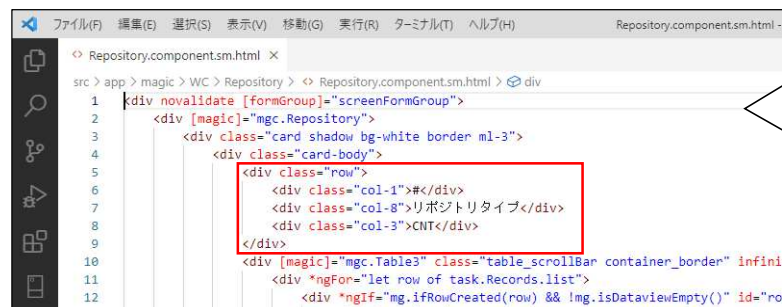 ファイル(F) 編集(E) 選択(S) 表示(V) 移動(G) 実行(R) ターミナル(T) ヘルプ(H) Repository.component.sm.html -
<> Repository.component.sm.html ×
src > app > magic > WC > Repository > <> Repository.component.sm.html > div
1 <div novalidate [formGroup]="screenFormGroup">
2 <div [magic]="mgc.Repository">
3 <div class="card shadow bg-white border ml-3">
4 <div class="card-body">
5 <div class="row">
6 <div class="col-1">#</div>
7 <div class="col-8">リポジトリタイプ</div>
8 <div class="col-3">CNT</div>
9 </div>
10 <div [magic]="mgc.Table3" class="table_scrollBar container_border" infini
11 <div *ngFor="let row of task.Records.list">
12 <div *ngIf="mg.ifRowCreated(row) && !mg.isDataviewEmpty()" id="ro